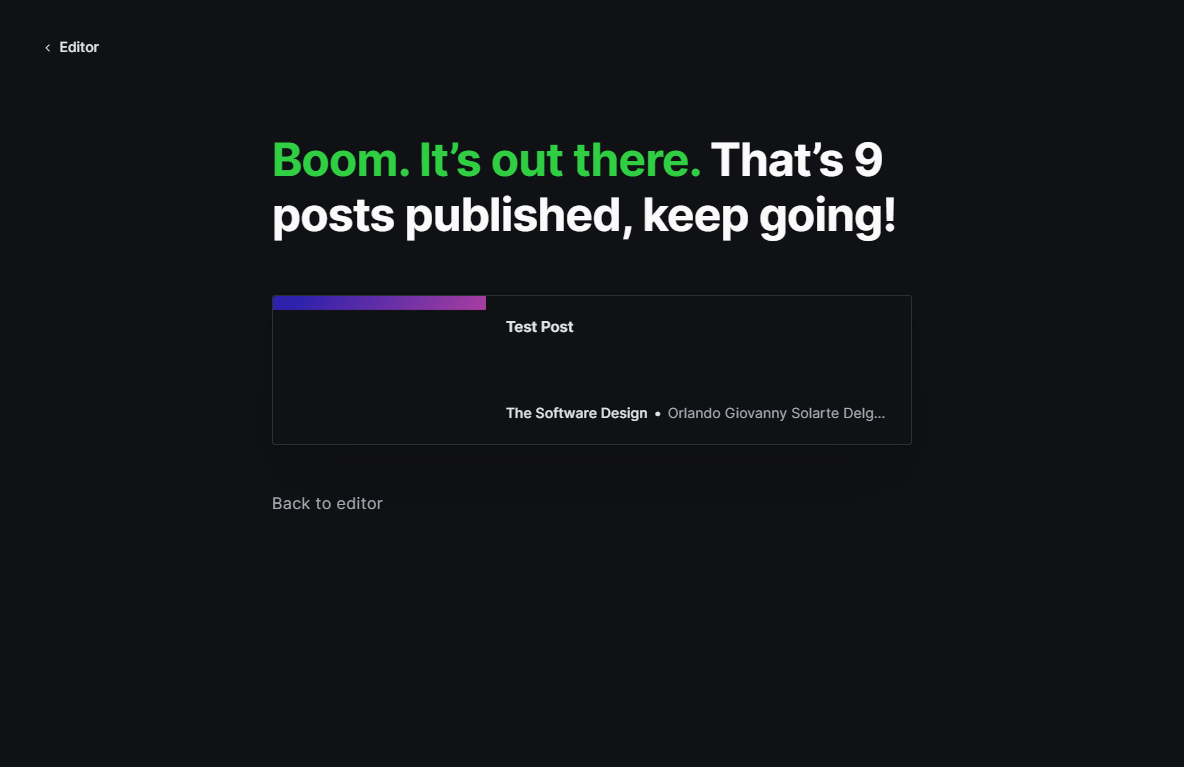 Editor
Boom. It’s out there. That’s 9
posts published, keep going!
Test Post
The Software Design • Orlando Giovanny Solarte Delg...
Back to editor